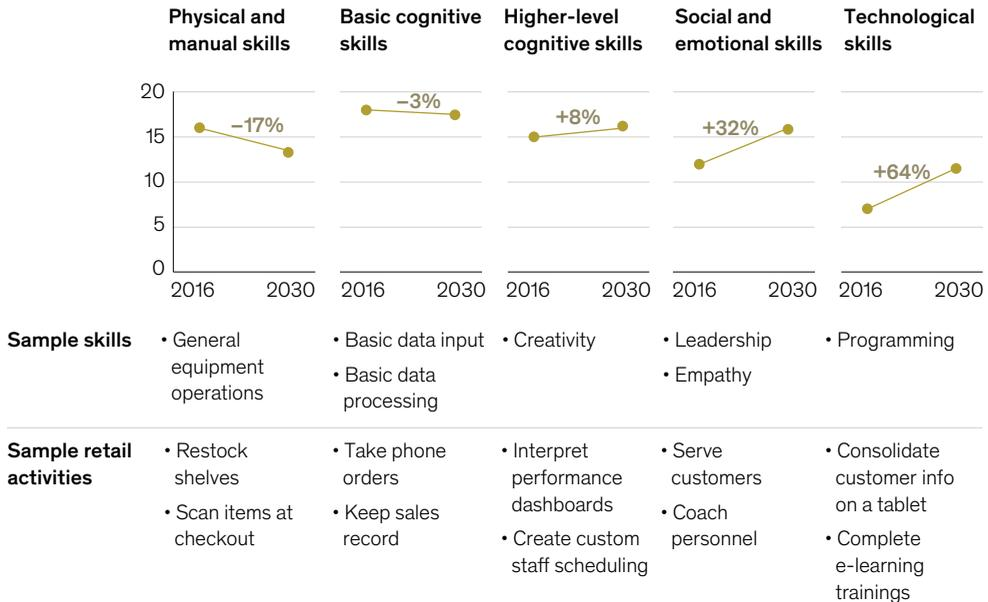 Physical and
manual skills
Basic cognitive
skills
Higher-level
cognitive skills
Social and
emotional skills
Technological
skills
20
15
10
5
0
–17%
–3%
+8%
+32%
+64%
2016 2030
2016 2030
2016 2030
2016 2030
2016 2030
Sample skills
• General
equipment
operations
• Basic data input
• Basic data
processing
• Creativity
• Leadership
• Empathy
• Programming
Sample retail
activities
• Restock
shelves
• Scan items at
checkout
• Take phone
orders
• Keep sales
record
• Interpret
performance
dashboards
• Create custom
staff scheduling
• Serve
customers
• Coach
personnel
• Consolidate
customer info
on a tablet
• Complete
e-learning
trainings